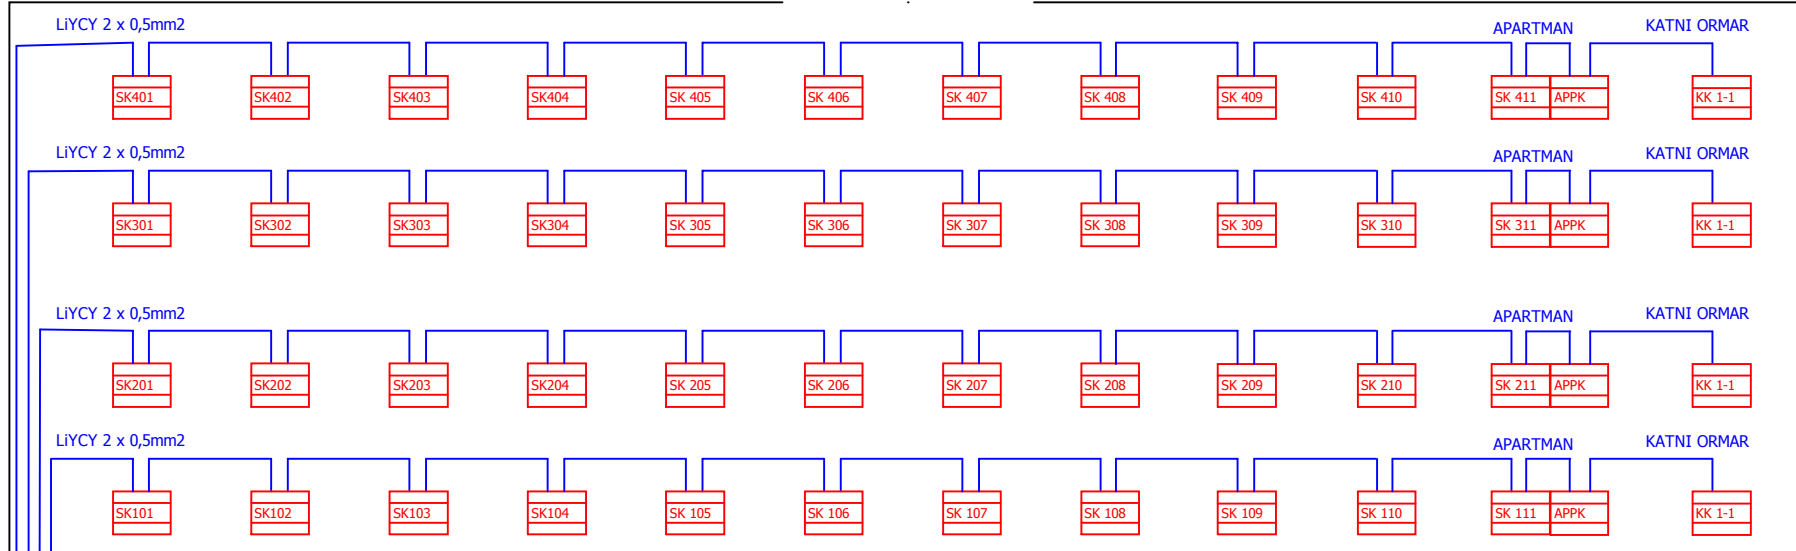 LiYCY 2 x 0,5mm2 APARTMAN KATNI ORMAR
SK401 SK402 SK403 SK404 SK 405 SK 406 SK 407 SK 408 SK 409 SK 410 SK 411 APPK KK 1-1
LiYCY 2 x 0,5mm2 APARTMAN KATNI ORMAR
SK301 SK302 SK303 SK304 SK 305 SK 306 SK 307 SK 308 SK 309 SK 310 SK 311 APPK KK 1-1
LiYCY 2 x 0,5mm2 APARTMAN KATNI ORMAR
SK201 SK202 SK203 SK204 SK 205 SK 206 SK 207 SK 208 SK 209 SK 210 SK 211 APPK KK 1-1
LiYCY 2 x 0,5mm2 APARTMAN KATNI ORMAR
SK101 SK102 SK103 SK104 SK 105 SK 106 SK 107 SK 108 SK 109 SK 110 SK 111 APPK KK 1-1